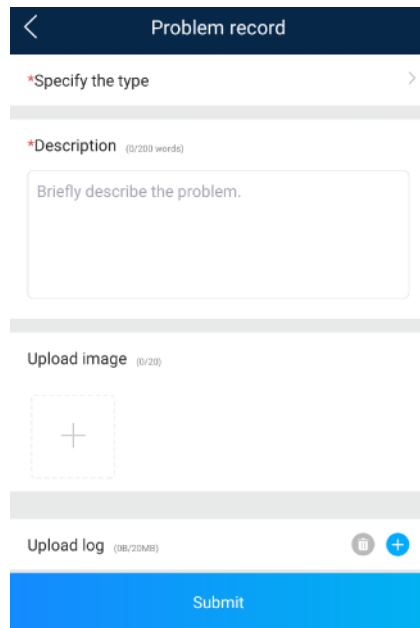 Problem record
*Specify the type
*Description (0/200 words)
Briefly describe the problem.
Upload image (0/20)
Upload log (0B/20MB)
Submit